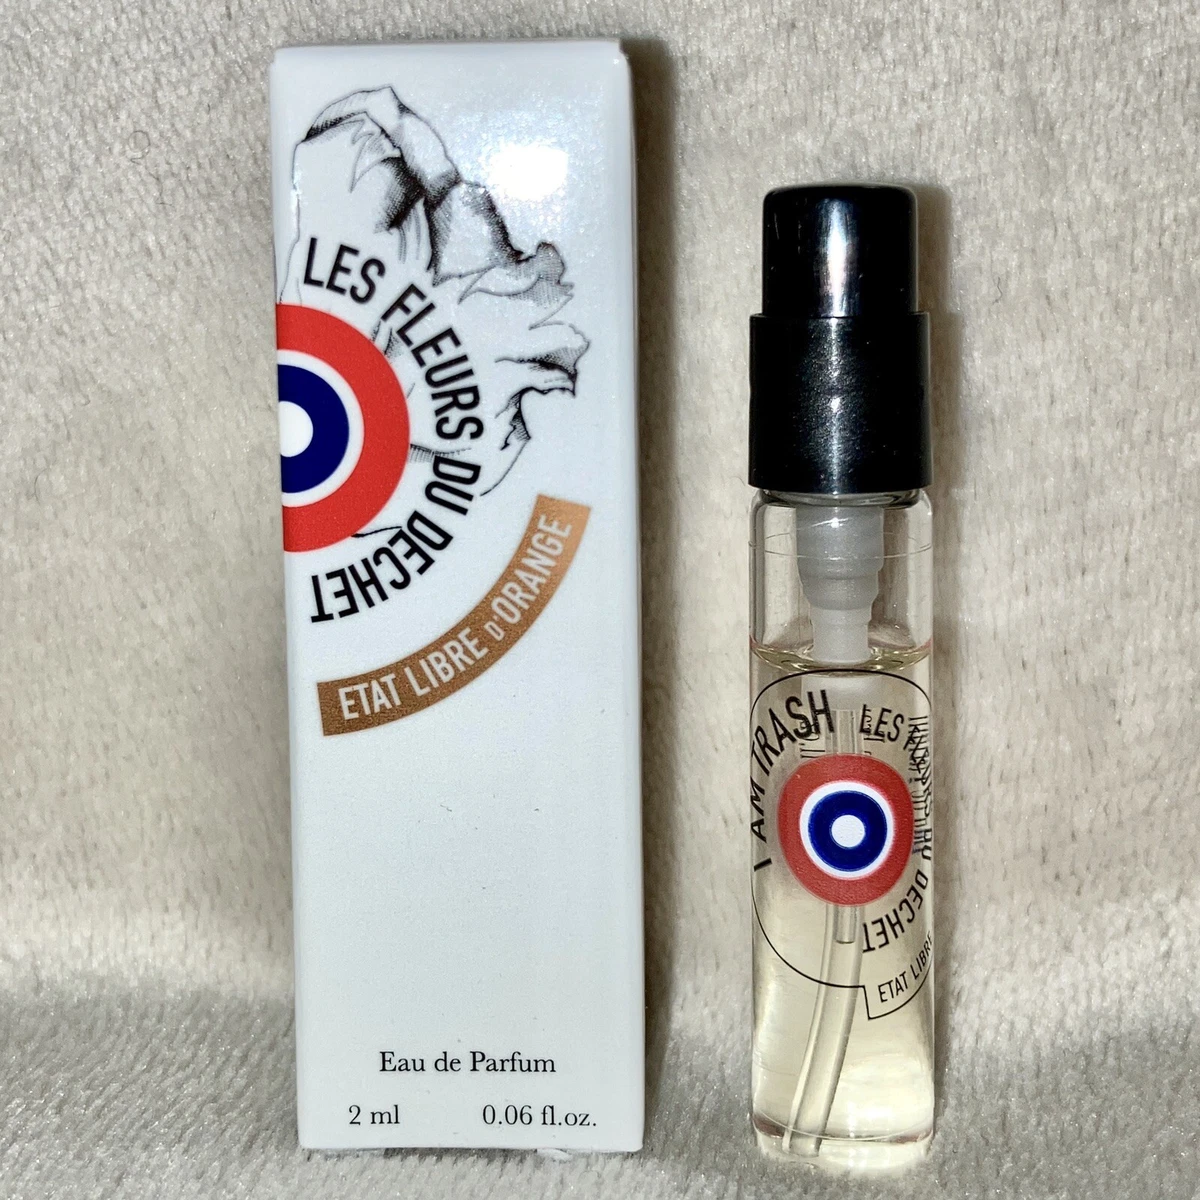 LES FLEURS DU DECHET
ETAT LIBRE D'ORANGE
Eau de Parfum
2 ml 0.06 fl.oz.
I AM TRASH
LES
DU DECHET
ETAT LIBRE